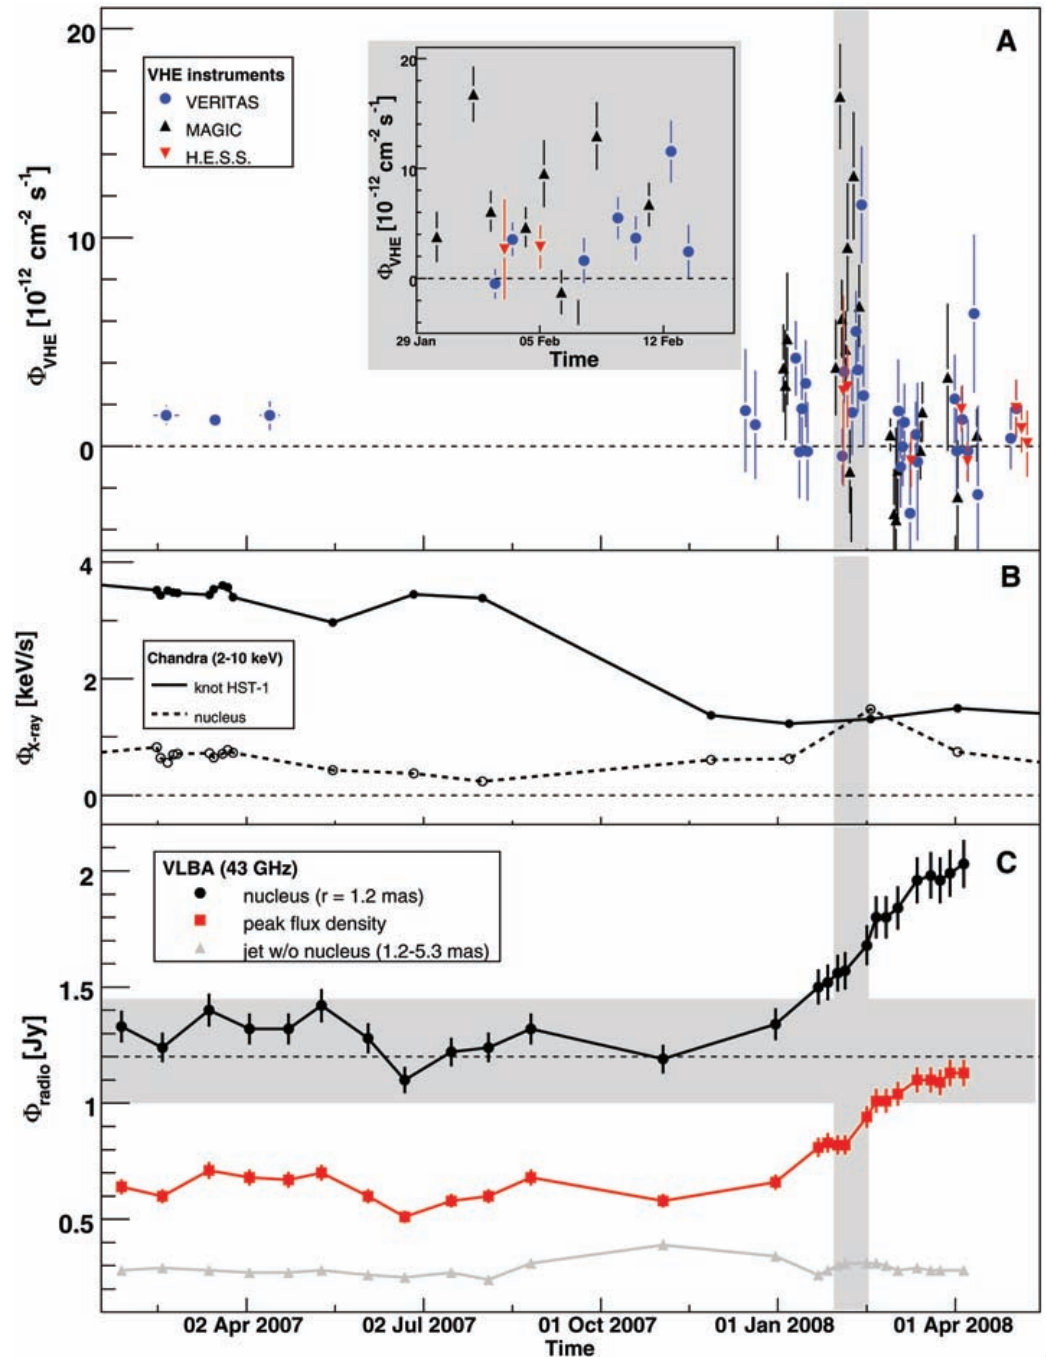 A
20
10
0
Φ_VHE [10^-12 cm^-2 s^-1]
VHE instruments
VERITAS
MAGIC
H.E.S.S.
20
10
0
Φ_VHE [10^-12 cm^-2 s^-1]
29 Jan 05 Feb 12 Feb
Time
B
4
2
0
Φ_X-ray [keV/s]
Chandra (2-10 keV)
knot HST-1
nucleus
C
2
1.5
1
0.5
Φ_radio [Jy]
VLBA (43 GHz)
nucleus (r = 1.2 mas)
peak flux density
jet w/o nucleus (1.2-5.3 mas)
02 Apr 2007 02 Jul 2007 01 Oct 2007 01 Jan 2008 01 Apr 2008
Time